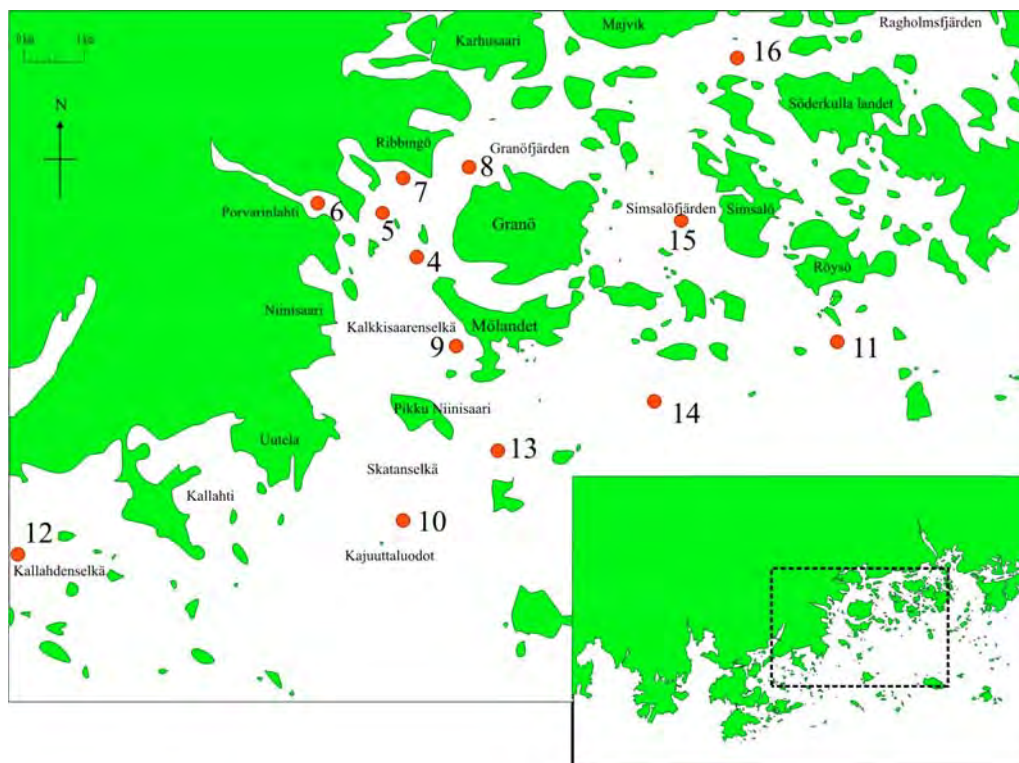 Majvik
Ragholmsfjärden
Karhusaari
0 km 1 km
16
N
Söderkulla landet
Ribbingö
Granöfjärden
8
7
Porvarinlahti
6
5
Simsalöfjärden
Simsalö
Granö
15
4
Röysö
Niinisaari
Kalkkisaarenselkä
Mölandet
9
11
Pikku Niinisaari
14
Uutela
13
Skatanselkä
Kallahti
10
12
Kajuuttaluodot
Kallahdenselkä